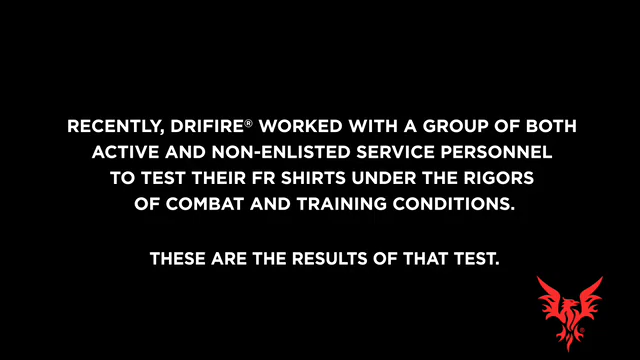 RECENTLY, DRIFIRE® WORKED WITH A GROUP OF BOTH
ACTIVE AND NON-ENLISTED SERVICE PERSONNEL
TO TEST THEIR FR SHIRTS UNDER THE RIGORS
OF COMBAT AND TRAINING CONDITIONS.
THESE ARE THE RESULTS OF THAT TEST.